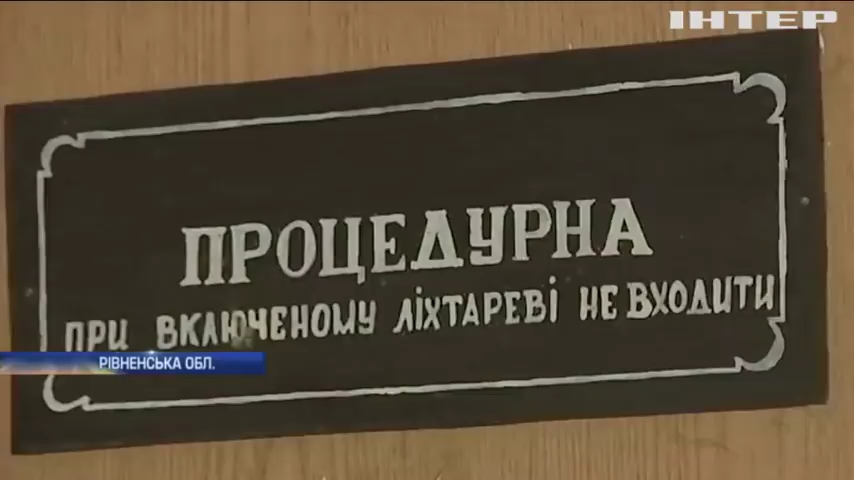 ІНТЕР
ПРОЦЕДУРНА
ПРИ ВКЛЮЧЕНОМУ ЛІХТАРЕВІ НЕ ВХОДИТИ
РІВНЕНСЬКА ОБЛ.